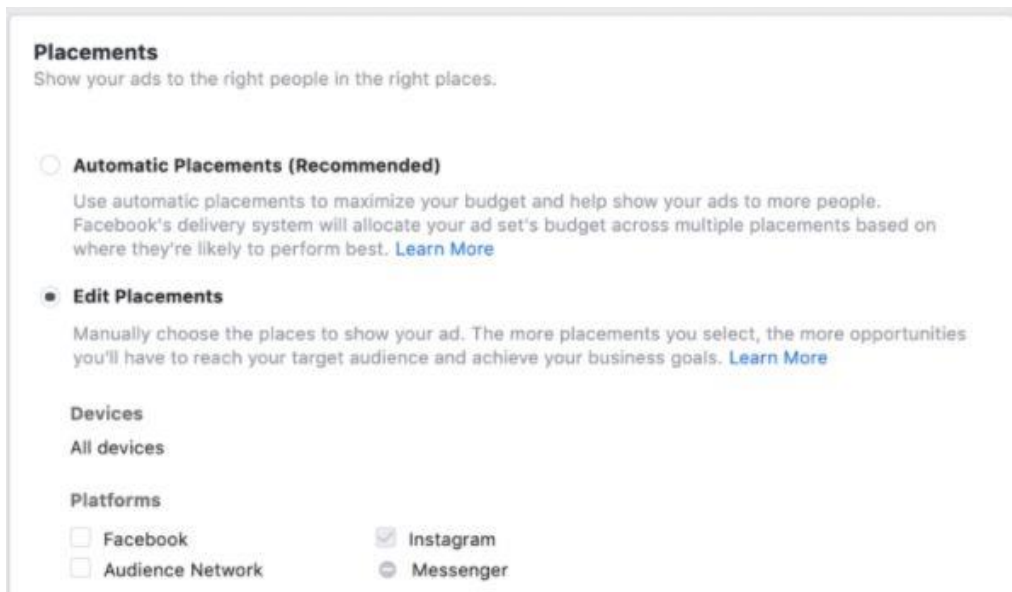 Placements
Show your ads to the right people in the right places.
Automatic Placements (Recommended)
Use automatic placements to maximize your budget and help show your ads to more people.
Facebook's delivery system will allocate your ad set's budget across multiple placements based on
where they're likely to perform best. Learn More
Edit Placements
Manually choose the places to show your ad. The more placements you select, the more opportunities
you'll have to reach your target audience and achieve your business goals. Learn More
Devices
All devices
Platforms
Facebook Instagram
Audience Network Messenger